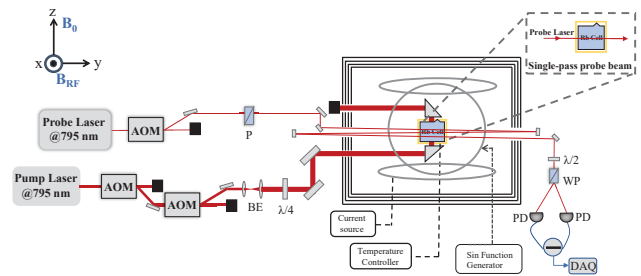 z
B0
x
y
BRF
Probe Laser
Rb Cell
Single-pass probe beam
Probe Laser
@795 nm
AOM
P
Rb Cell
Pump Laser
@795 nm
AOM
AOM
BE
λ/4
λ/2
WP
PD
PD
Current
source
Temperature
Controller
Sin Function
Generator
DAQ